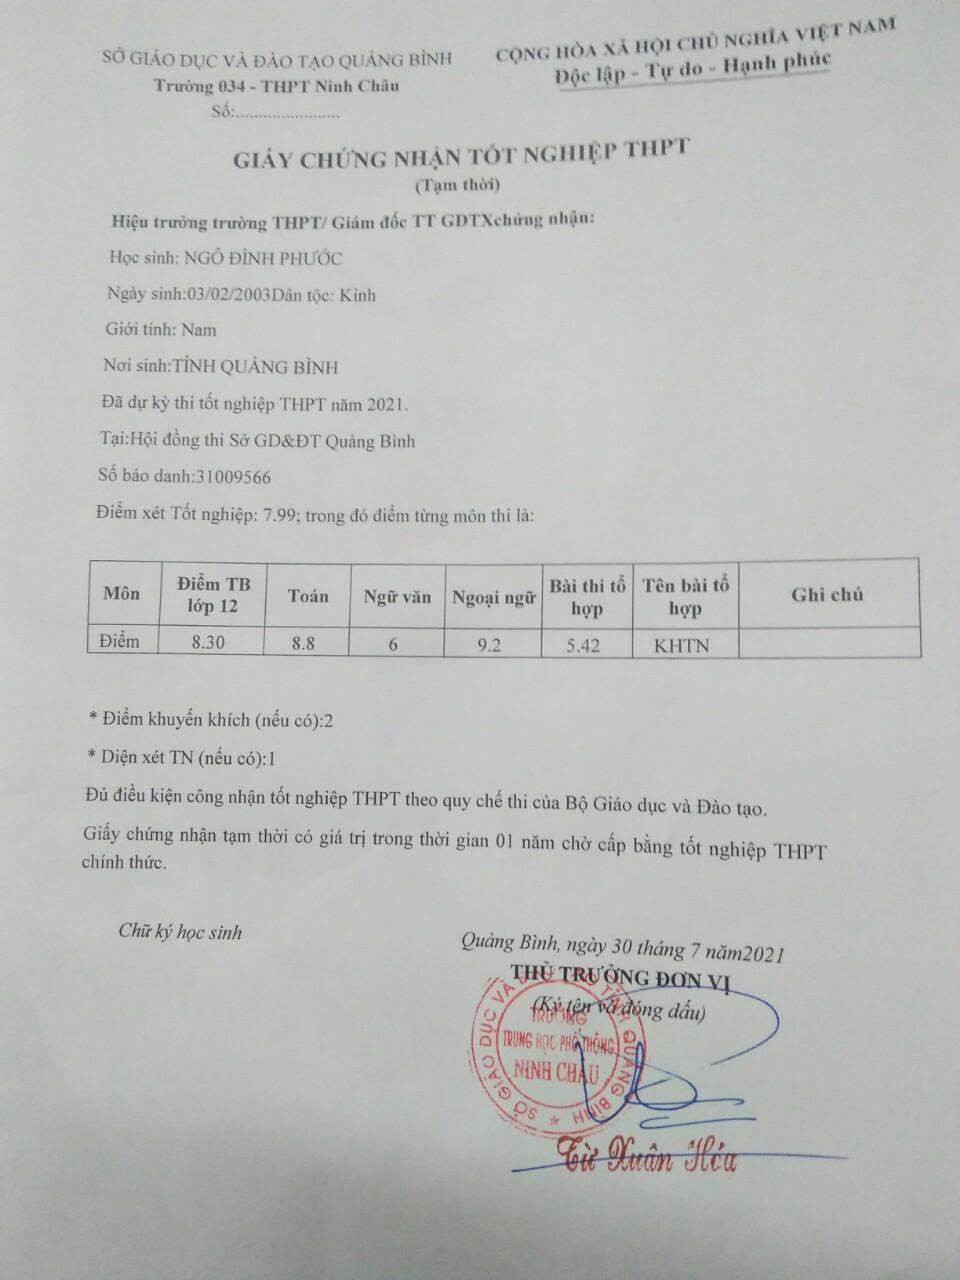 SỞ GIÁO DỤC VÀ ĐÀO TẠO QUẢNG BÌNH
Trường 034 - THPT Ninh Châu
Số:.......................
CỘNG HÒA XÃ HỘI CHỦ NGHĨA VIỆT NAM
Độc lập - Tự do - Hạnh phúc
GIẤY CHỨNG NHẬN TỐT NGHIỆP THPT
(Tạm thời)
Hiệu trưởng trường THPT/ Giám đốc TT GDTXchứng nhận:
Học sinh: NGÔ ĐÌNH PHƯỚC
Ngày sinh:03/02/2003Dân tộc: Kinh
Giới tính: Nam
Nơi sinh:TỈNH QUẢNG BÌNH
Đã dự kỳ thi tốt nghiệp THPT năm 2021.
Tại:Hội đồng thi Sở GD&ĐT Quảng Bình
Số báo danh:31009566
Điểm xét Tốt nghiệp: 7.99; trong đó điểm từng môn thi là:
Môn Điểm TB lớp 12 Toán Ngữ văn Ngoại ngữ Bài thi tổ hợp Tên bài tổ hợp Ghi chú
Điểm 8.30 8.8 6 9.2 5.42 KHTN
* Điểm khuyến khích (nếu có):2
* Diện xét TN (nếu có):1
Đủ điều kiện công nhận tốt nghiệp THPT theo quy chế thi của Bộ Giáo dục và Đào tạo.
Giấy chứng nhận tạm thời có giá trị trong thời gian 01 năm chờ cấp bằng tốt nghiệp THPT
chính thức.
Chữ ký học sinh
Quảng Bình, ngày 30 tháng 7 năm2021
THỦ TRƯỞNG ĐƠN VỊ
(Ký tên và đóng dấu)
SỞ GIÁO DỤC VÀ TỈNH QUẢNG BÌNH
TRƯỜNG
TRUNG HỌC PHỔ THÔNG
NINH CHÂU
Từ Xuân Hóa